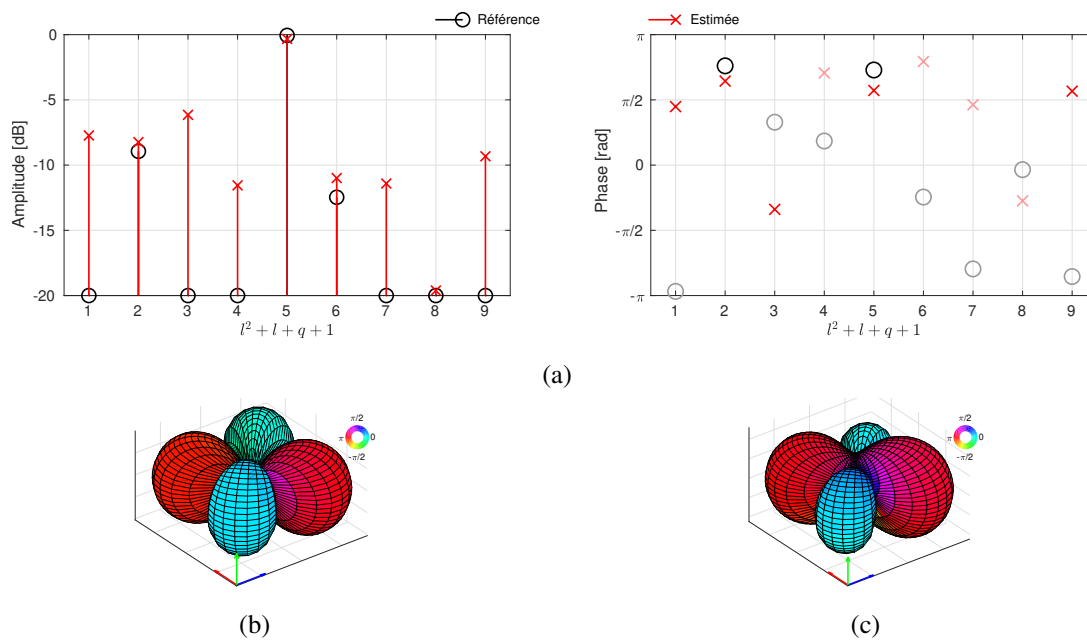 Référence
Estimée
0
-5
-10
-15
-20
Amplitude [dB]
1 2 3 4 5 6 7 8 9
l² + l + q + 1
π
π/2
0
-π/2
-π
Phase [rad]
1 2 3 4 5 6 7 8 9
l² + l + q + 1
(a)
π/2
π 0
-π/2
π/2
π 0
-π/2
(b)
(c)